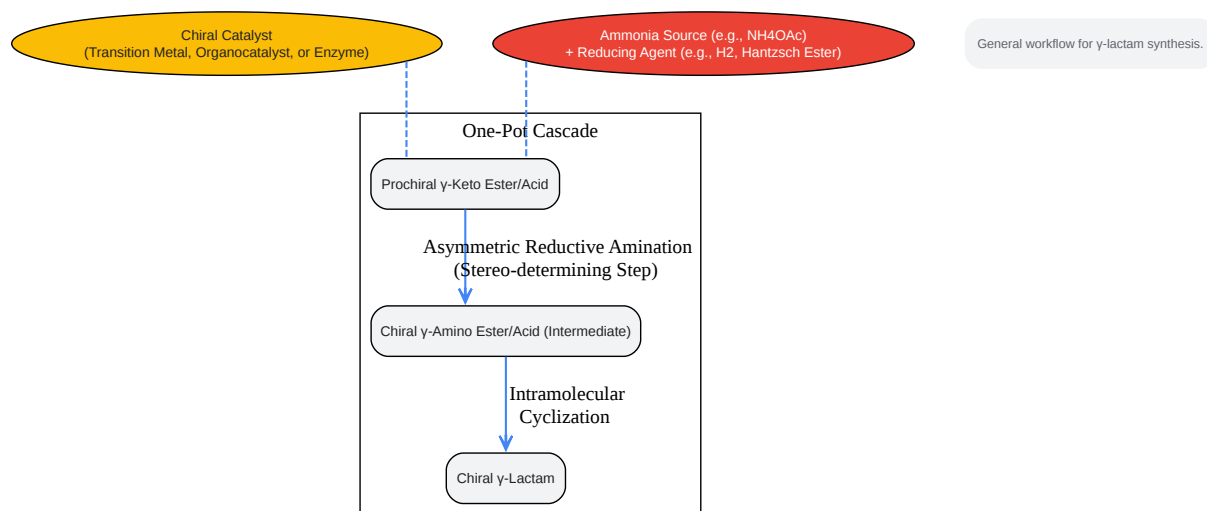 Chiral Catalyst
(Transition Metal, Organocatalyst, or Enzyme)
Ammonia Source (e.g., NH4OAc)
+ Reducing Agent (e.g., H2, Hantzsch Ester)
General workflow for γ-lactam synthesis.
One-Pot Cascade
Prochiral γ-Keto Ester/Acid
Asymmetric Reductive Amination
(Stereo-determining Step)
Chiral γ-Amino Ester/Acid (Intermediate)
Intramolecular
Cyclization
Chiral γ-Lactam